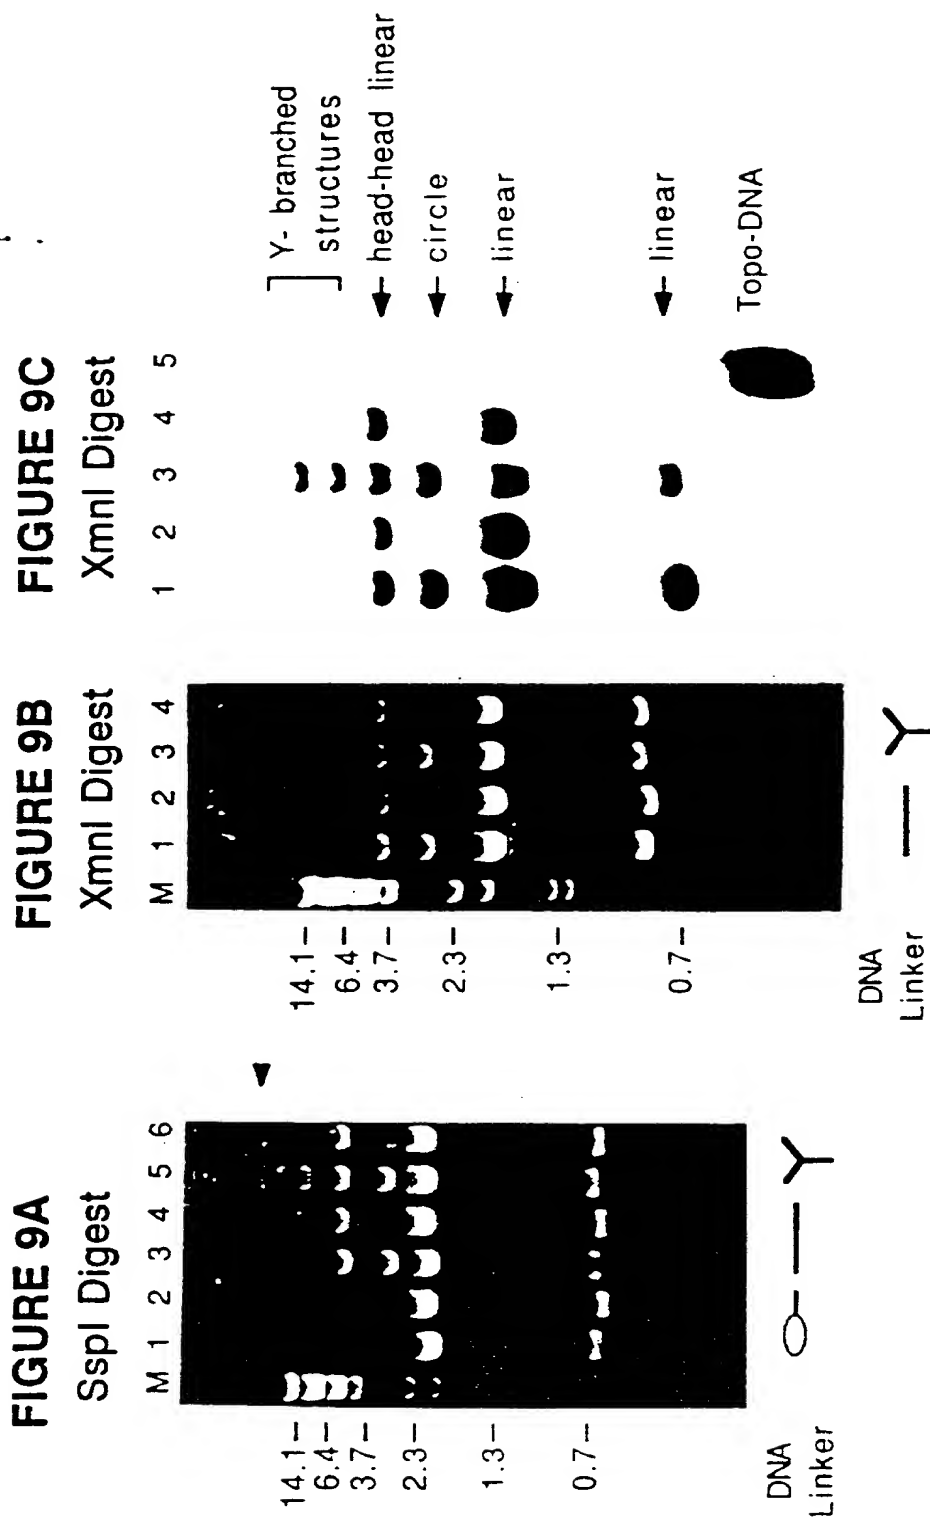 FIGURE 9A
SspI Digest
M 1 2 3 4 5 6
14.1
6.4
3.7
2.3
1.3
0.7
DNA
Linker
FIGURE 9B
XmnI Digest
M 1 2 3 4
14.1
6.4
3.7
2.3
1.3
0.7
DNA
Linker
FIGURE 9C
XmnI Digest
1 2 3 4 5
Y- branched
structures
head-head linear
circle
linear
linear
Topo-DNA